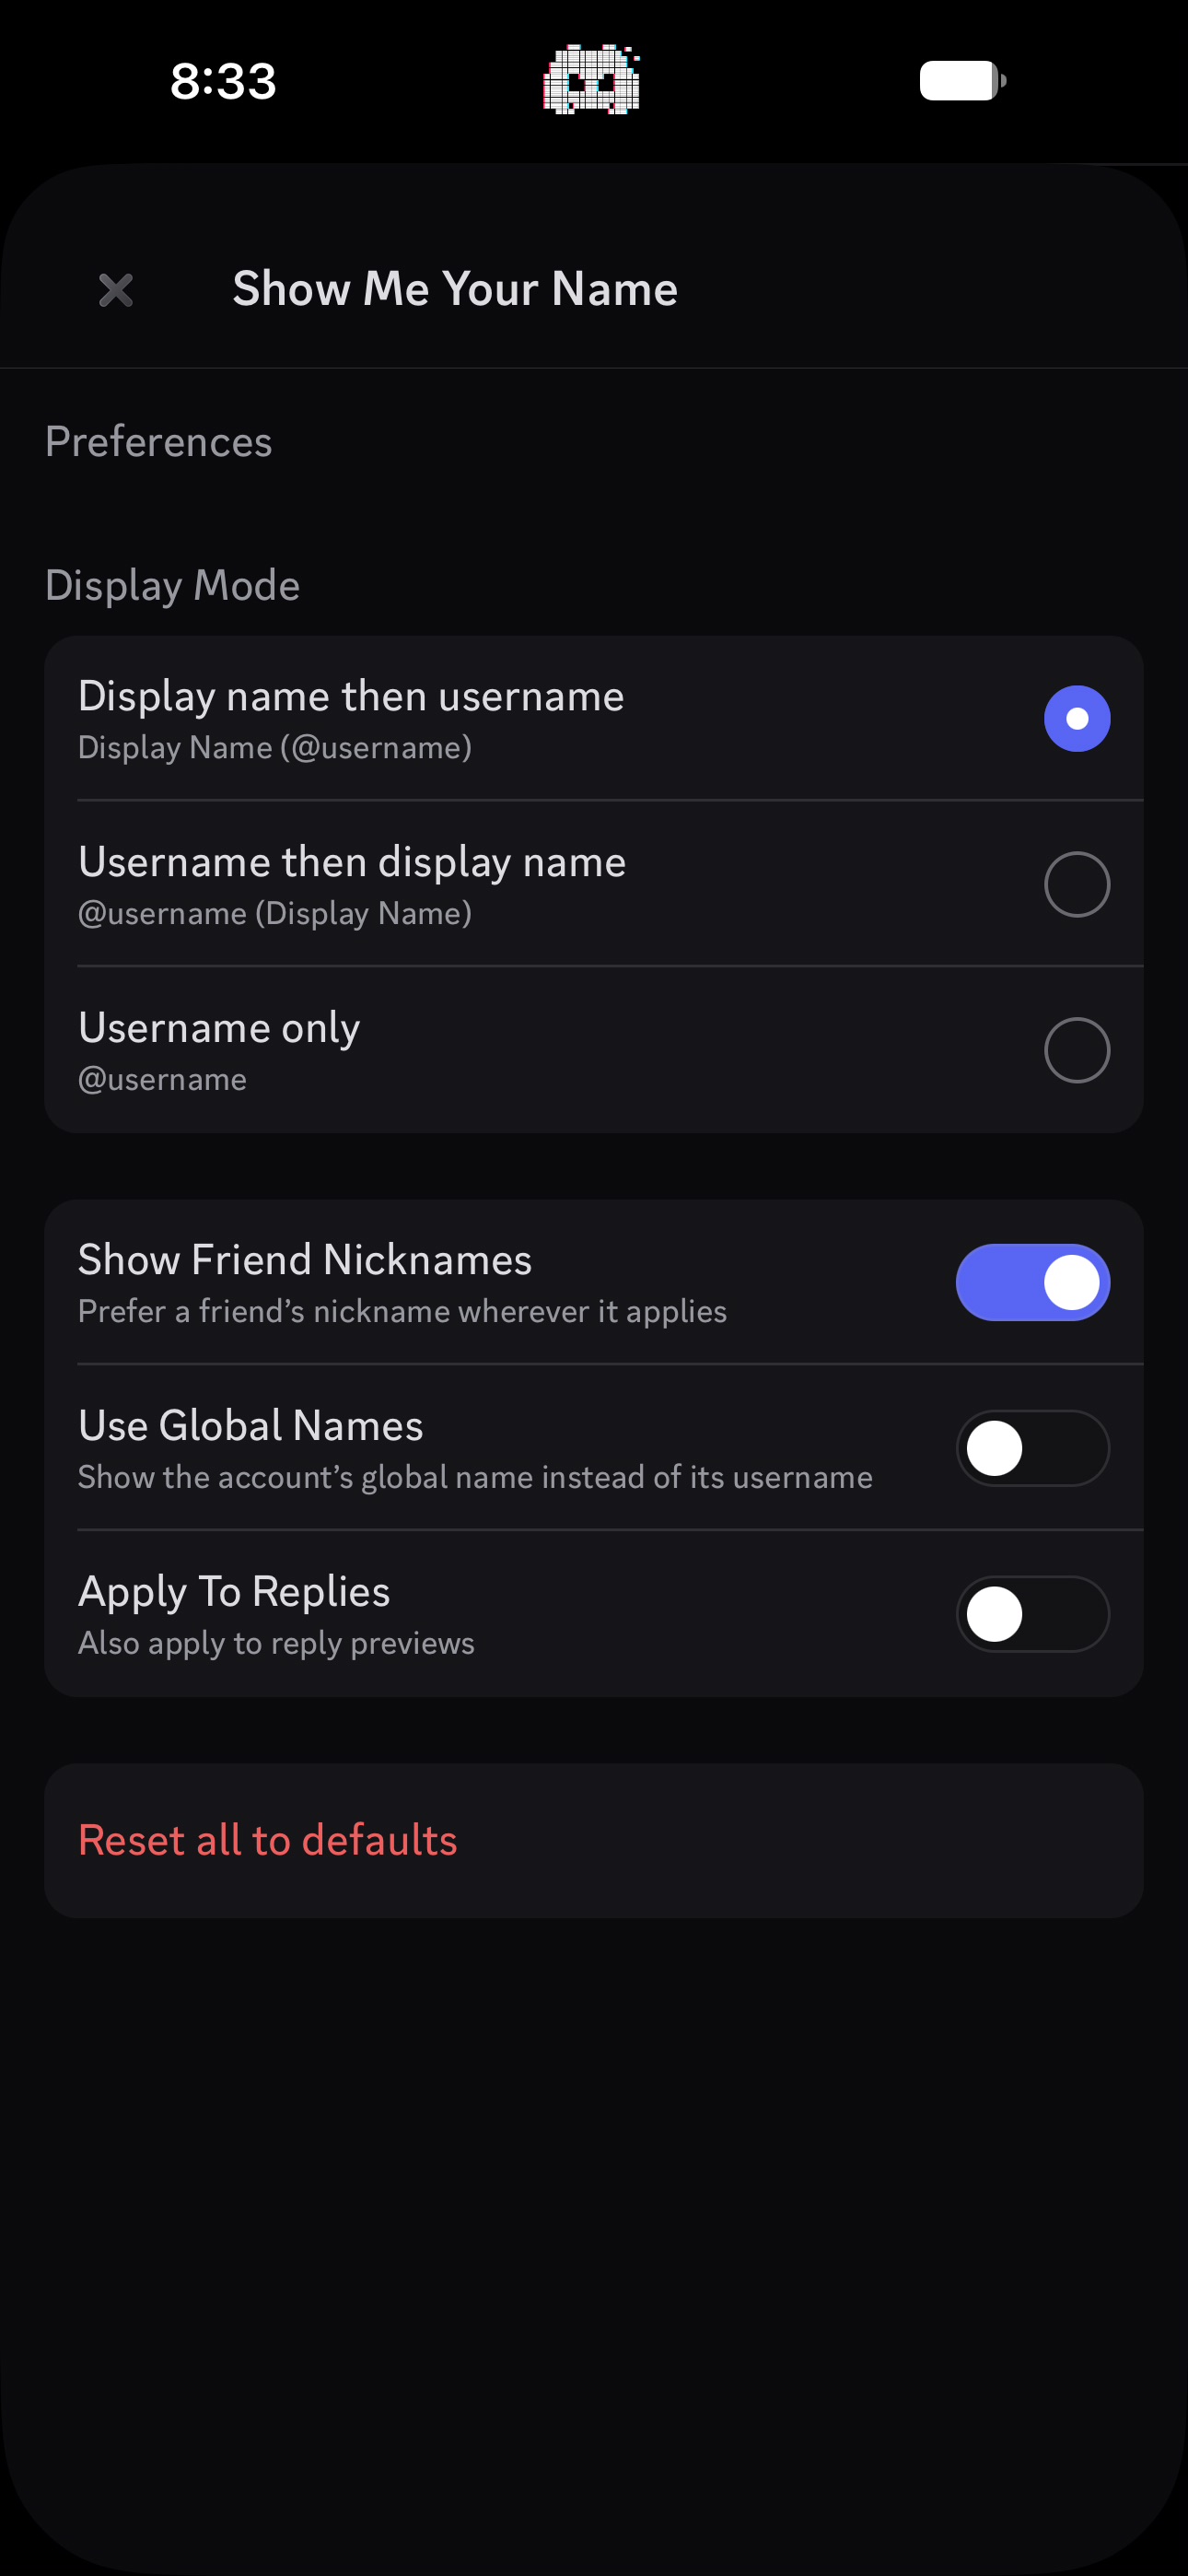 8:33
Show Me Your Name
Preferences
Display Mode
Display name then username
Display Name (@username)
Username then display name
@username (Display Name)
Username only
@username
Show Friend Nicknames
Prefer a friend’s nickname wherever it applies
Use Global Names
Show the account’s global name instead of its username
Apply To Replies
Also apply to reply previews
Reset all to defaults